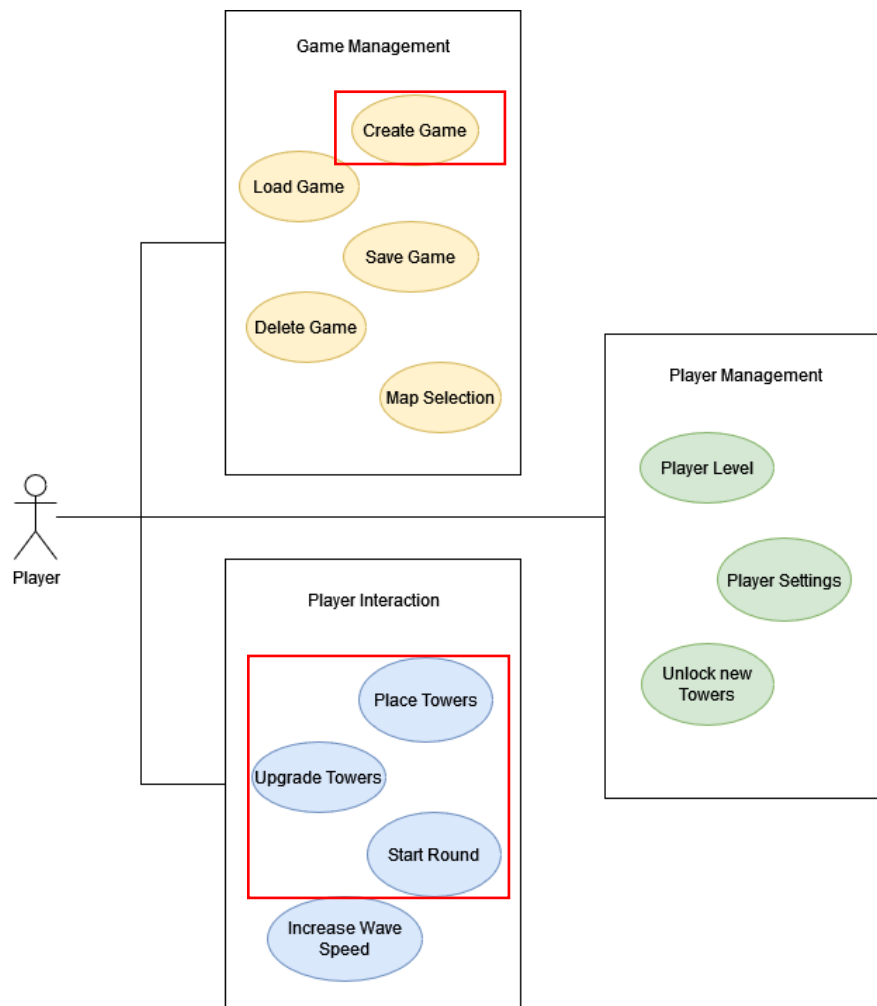 Game Management
Create Game
Load Game
Save Game
Delete Game
Map Selection
Player Management
Player Level
Player Settings
Unlock new
Towers
Player
Player Interaction
Place Towers
Upgrade Towers
Start Round
Increase Wave
Speed